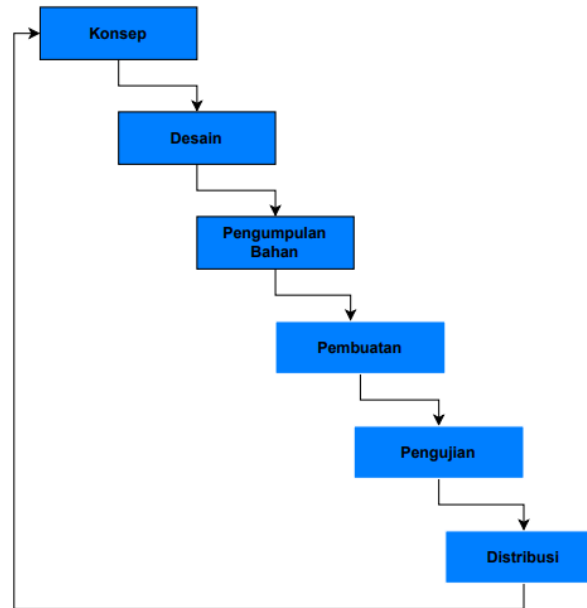 Konsep
Desain
Pengumpulan
Bahan
Pembuatan
Pengujian
Distribusi